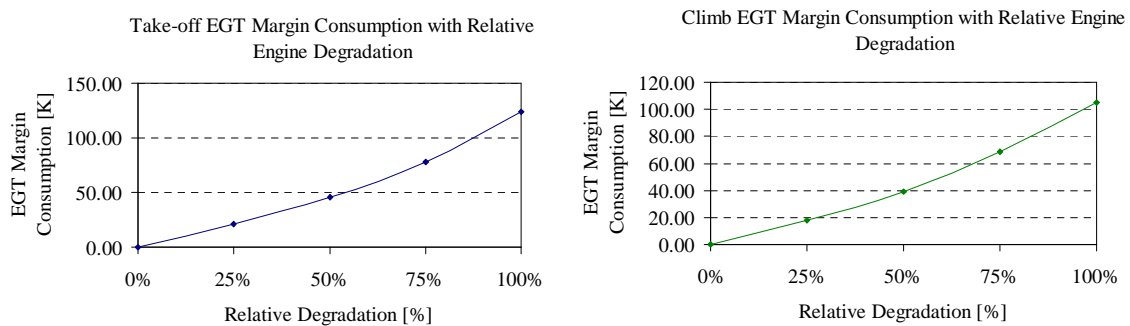 Take-off EGT Margin Consumption with Relative
Engine Degradation
EGT Margin
Consumption [K]
150.00
100.00
50.00
0.00
0% 25% 50% 75% 100%
Relative Degradation [%]
Climb EGT Margin Consumption with Relative Engine
Degradation
EGT Margin
Consumption [K]
120.00
100.00
80.00
60.00
40.00
20.00
0.00
0% 25% 50% 75% 100%
Relative Degradation [%]